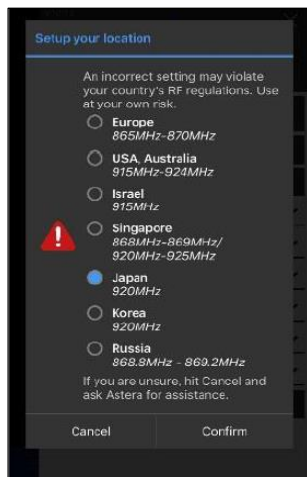 Setup your location
An incorrect setting may violate
your country's RF regulations. Use
at your own risk.
Europe
865MHz-870MHz
USA, Australia
915MHz-924MHz
Israel
915MHz
Singapore
868MHz-869MHz/
920MHz-925MHz
Japan
920MHz
Korea
920MHz
Russia
868.8MHz - 869.2MHz
If you are unsure, hit Cancel and
ask Astera for assistance.
Cancel
Confirm